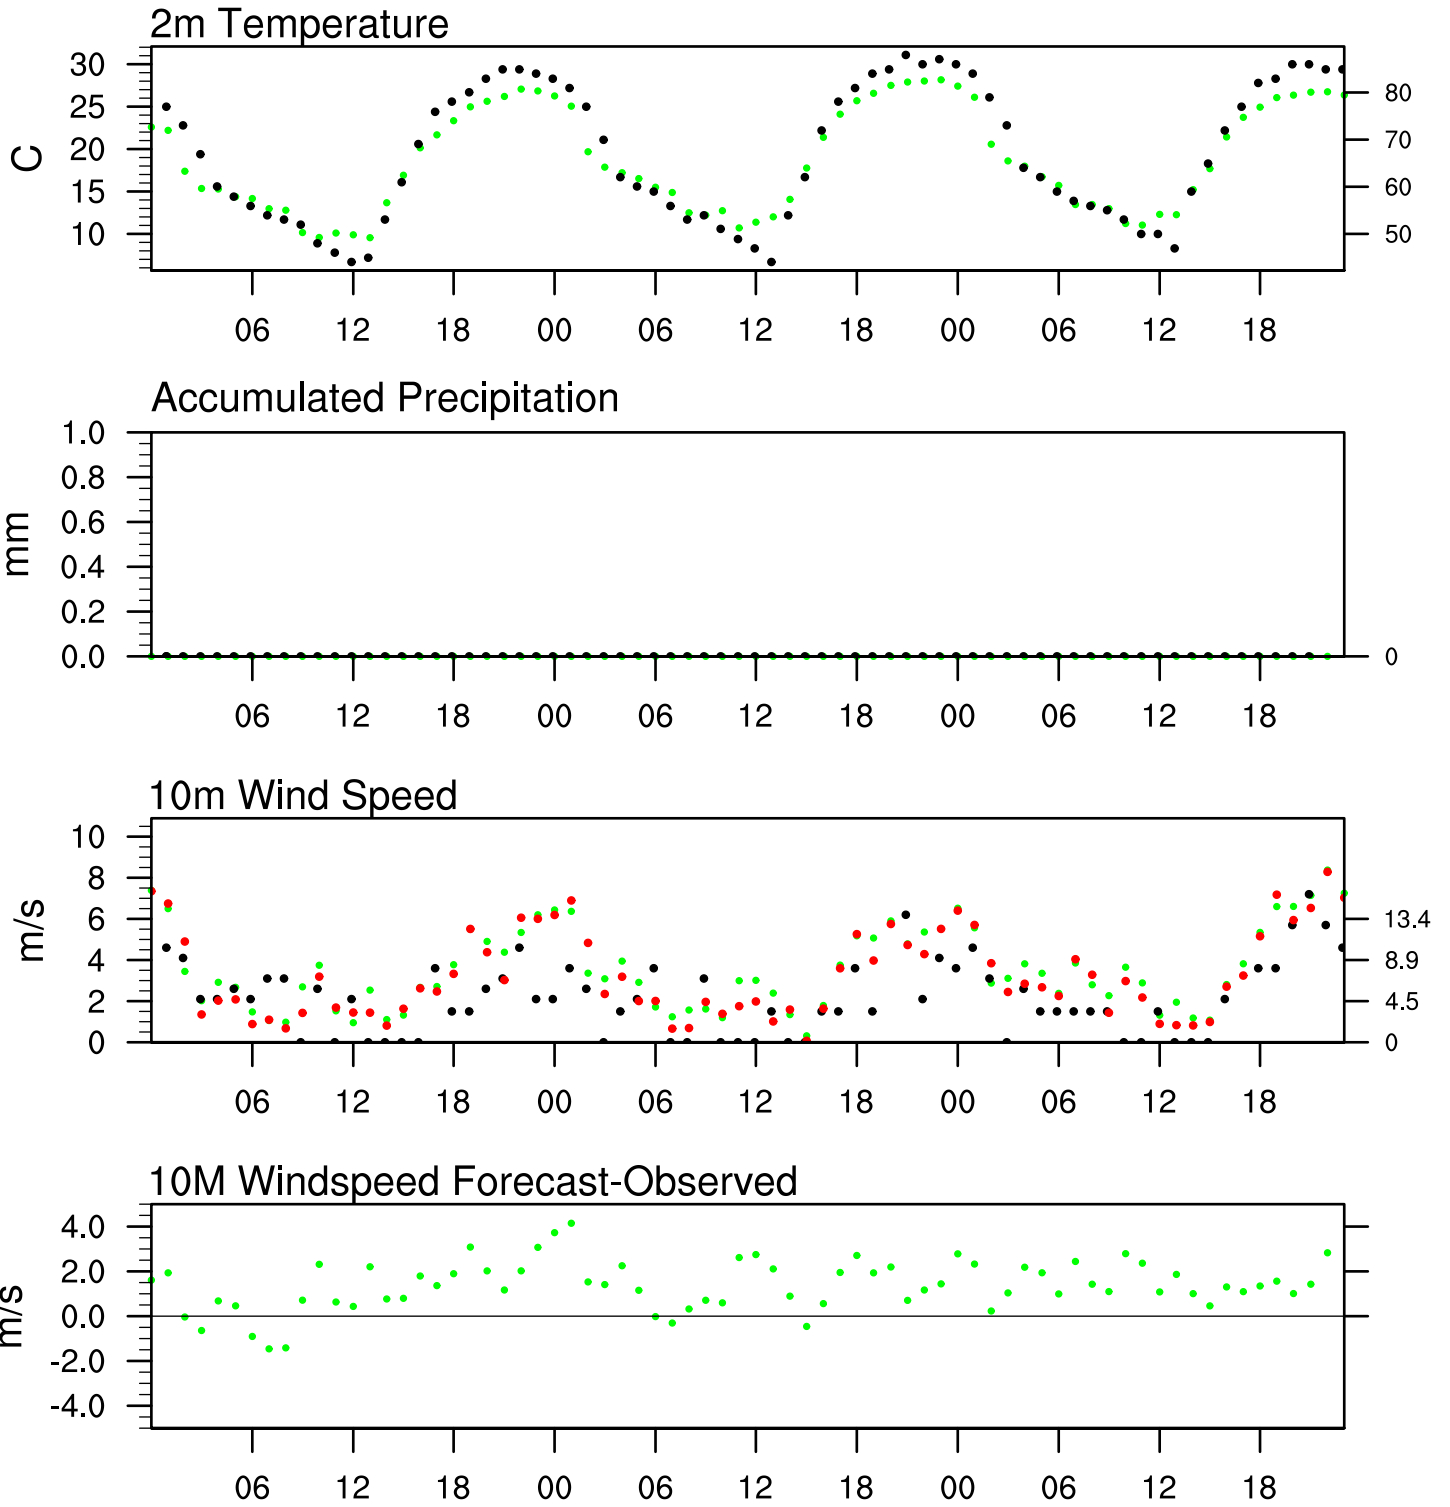 2m Temperature
30
25
20
15
10
C
80
70
60
50
06 12 18 00 06 12 18 00 06 12 18
Accumulated Precipitation
1.0
0.8
0.6
0.4
0.2
0.0
mm
0
06 12 18 00 06 12 18 00 06 12 18
10m Wind Speed
10
8
6
4
2
0
m/s
13.4
8.9
4.5
0
06 12 18 00 06 12 18 00 06 12 18
10M Windspeed Forecast-Observed
4.0
2.0
0.0
-2.0
-4.0
m/s
06 12 18 00 06 12 18 00 06 12 18